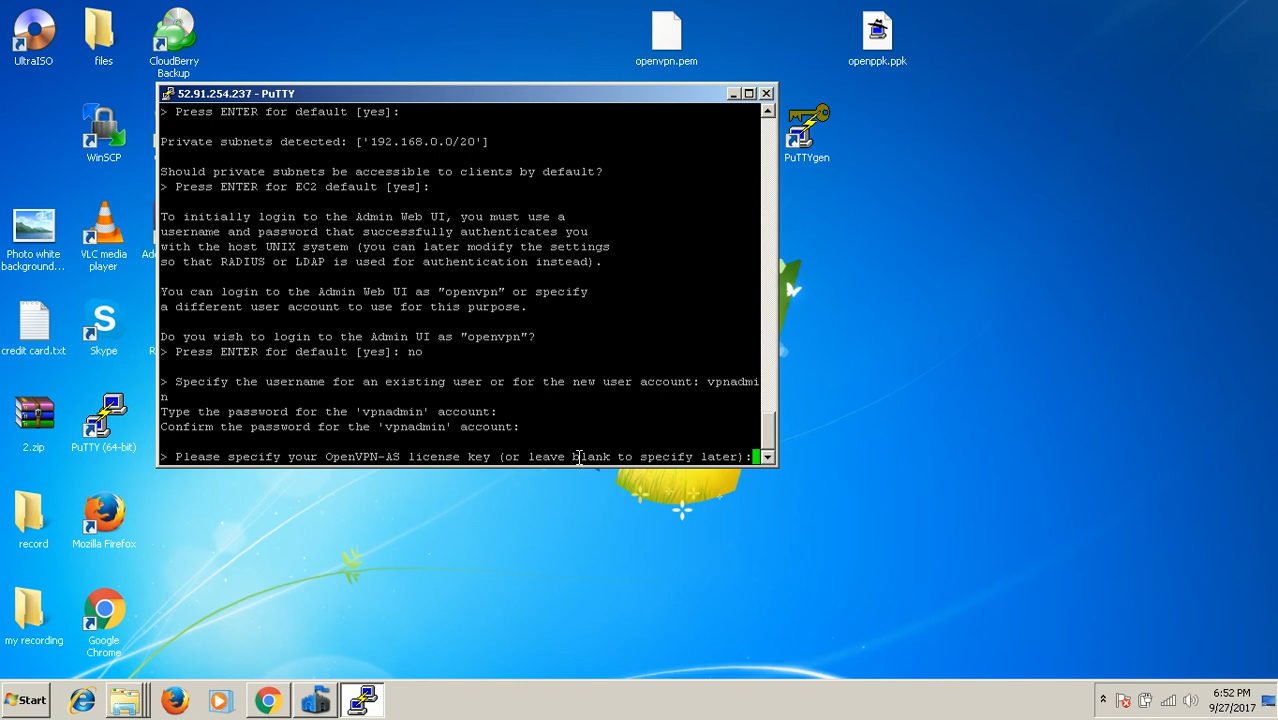 UltraISO
files
CloudBerry
Backup
openvpn.pem
openppk.ppk
52.91.254.237 - PuTTY
> Press ENTER for default [yes]:
Private subnets detected: ['192.168.0.0/20']
Should private subnets be accessible to clients by default?
> Press ENTER for EC2 default [yes]:
To initially login to the Admin Web UI, you must use a
username and password that successfully authenticates you
with the host UNIX system (you can later modify the settings
so that RADIUS or LDAP is used for authentication instead).
You can login to the Admin Web UI as "openvpn" or specify
a different user account to use for this purpose.
Do you wish to login to the Admin UI as "openvpn"?
> Press ENTER for default [yes]: no
> Specify the username for an existing user or for the new user account: vpnadmi
n
Type the password for the 'vpnadmin' account:
Confirm the password for the 'vpnadmin' account:
> Please specify your OpenVPN-AS license key (or leave blank to specify later):
WinSCP
PuTTYgen
Photo white
background...
VLC media
player
credit card.txt
Skype
2.zip
PuTTY (64-bit)
record
Mozilla Firefox
my recording
Google
Chrome
Start
6:52 PM
9/27/2017